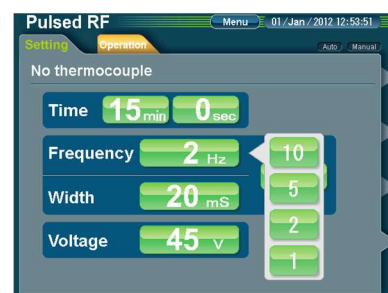 Pulsed RF Menu 01/Jan/2012 12:53:51
Setting Operation Auto Manual
No thermocouple
Time 15 min 0 sec
Frequency 2 Hz
10
5
Width 20 mS
2
Voltage 45 V
1